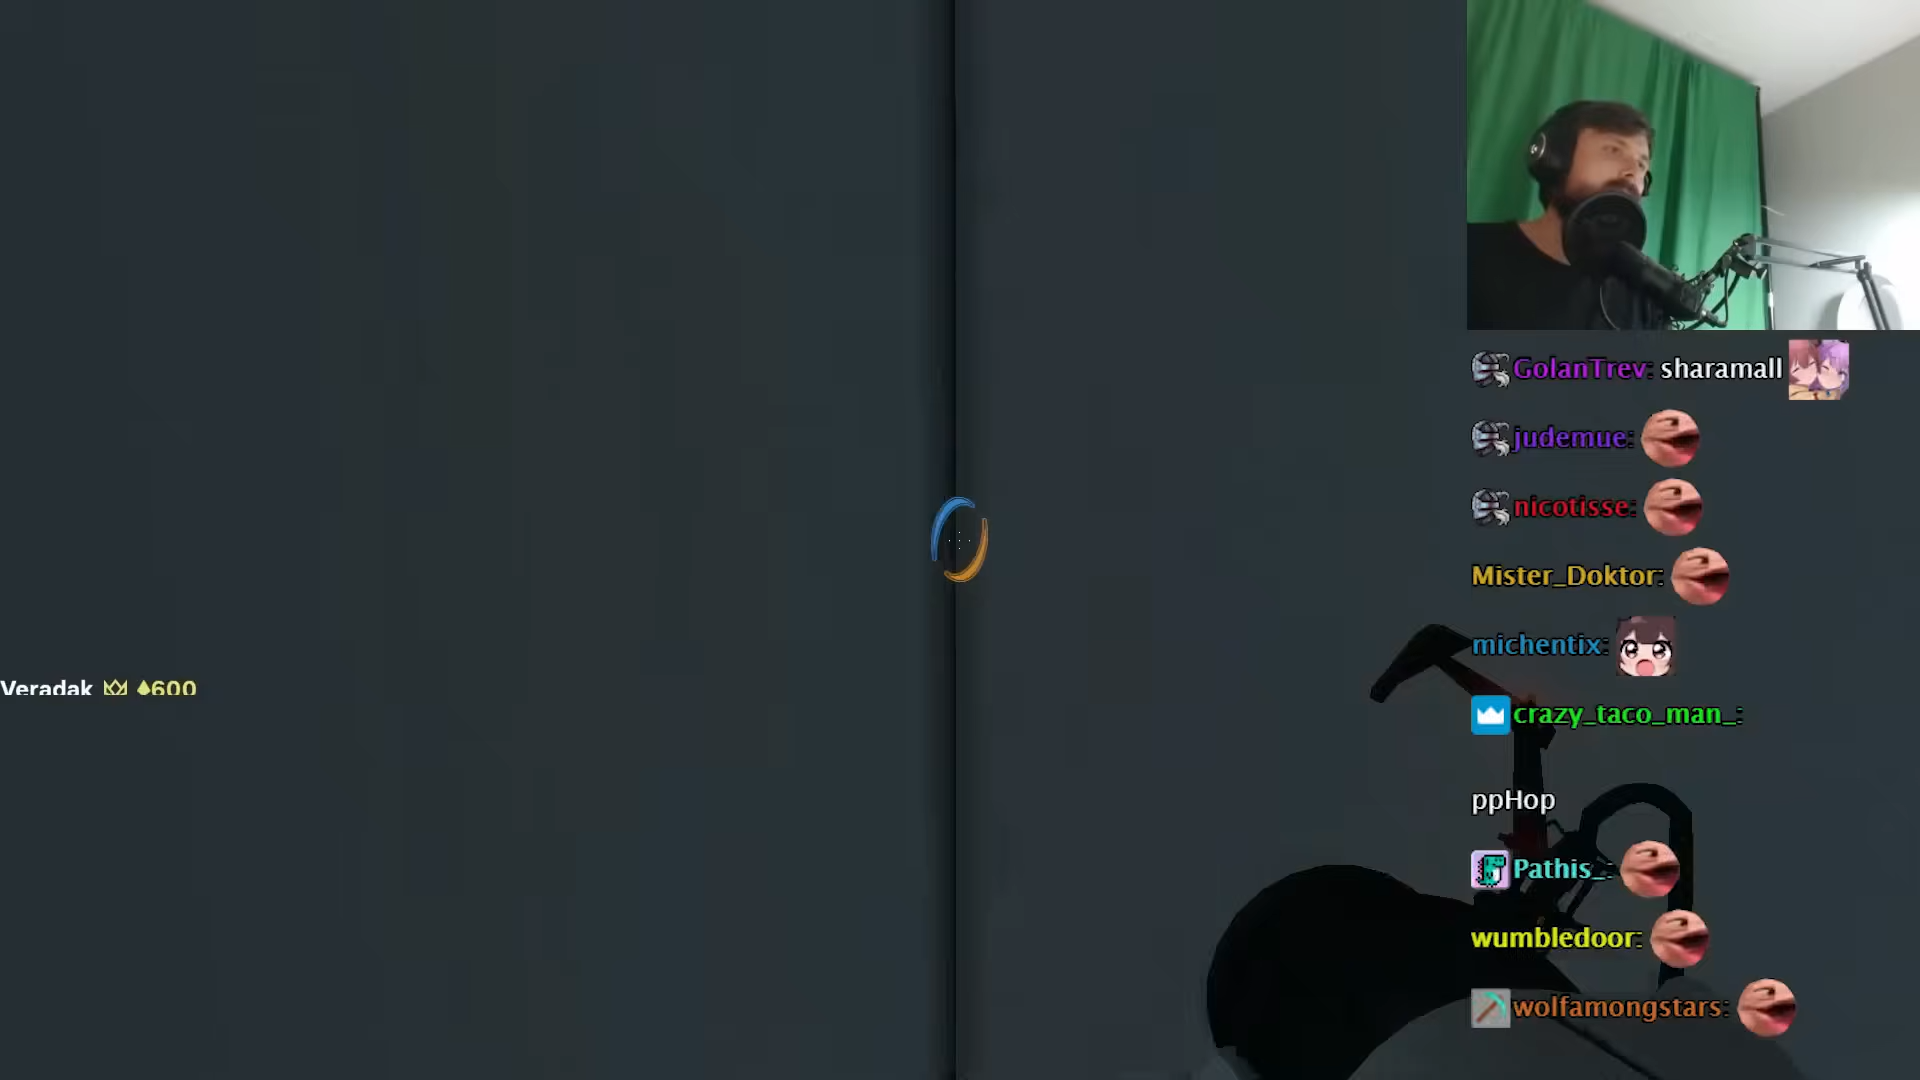 GolanTrev: sharamall
judemue:
nicotisse:
Mister_Doktor:
michentix:
Veradak 600
crazy_taco_man_:
ppHop
Pathis_:
wumbledoor:
wolfamongstars: